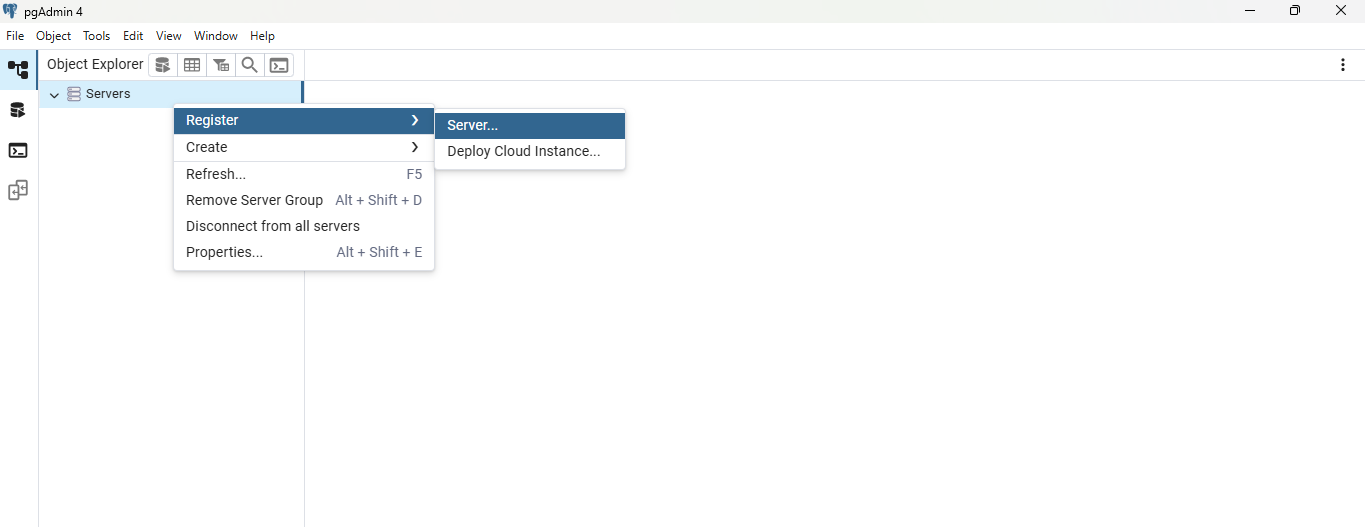 pgAdmin 4
File Object Tools Edit View Window Help
Object Explorer
Servers
Register
Server...
Create
Deploy Cloud Instance...
Refresh... F5
Remove Server Group Alt + Shift + D
Disconnect from all servers
Properties... Alt + Shift + E